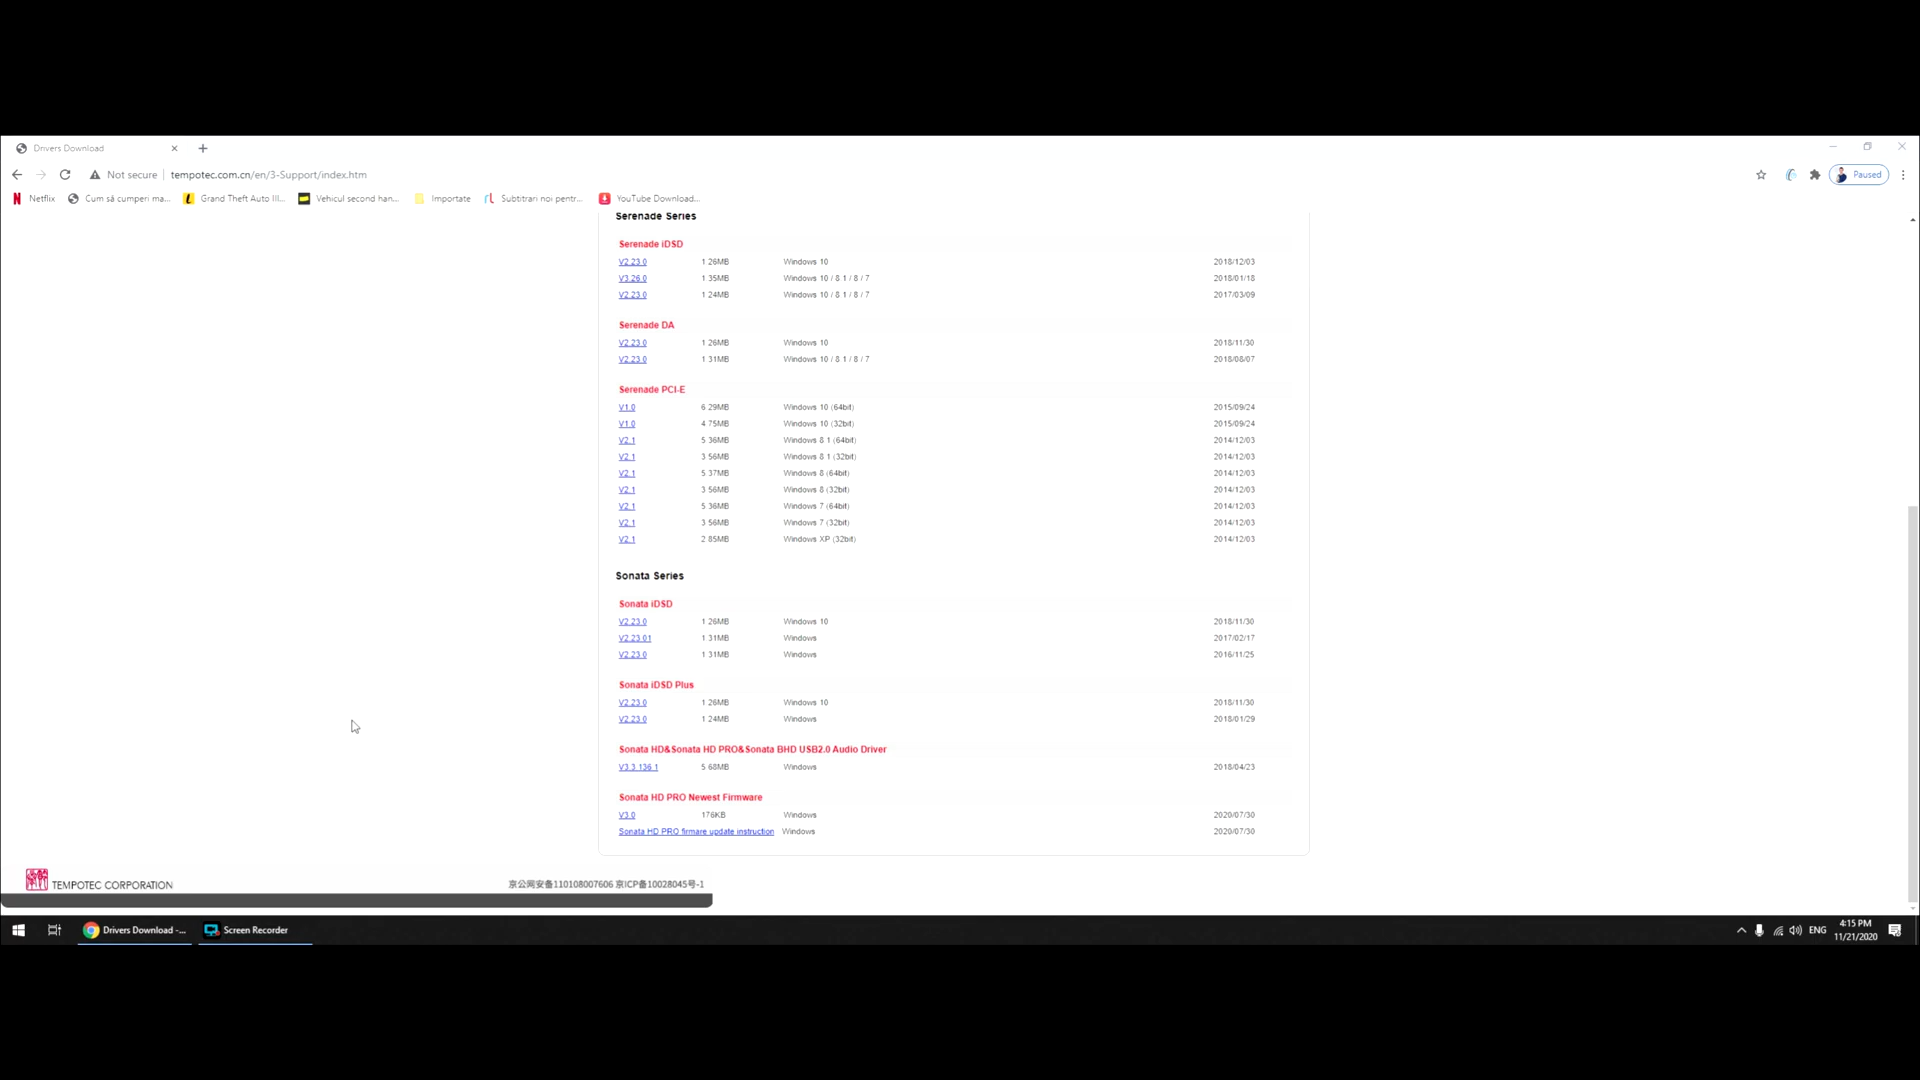 Drivers Download
Not secure tempotec.com.cn/en/3-Support/index.htm Paused
Netflix Cum să cumperi ma... Grand Theft Auto III... Vehicul second han... Importate Subtitrari noi pentr... YouTube Download...
Serenade Series
Serenade iDSD
V2.23.0 1.26MB Windows 10 2018/12/03
V3.26.0 1.35MB Windows 10 / 8.1 / 8 / 7 2018/01/18
V2.23.0 1.24MB Windows 10 / 8.1 / 8 / 7 2017/03/09
Serenade DA
V2.23.0 1.26MB Windows 10 2018/11/30
V2.23.0 1.31MB Windows 10 / 8.1 / 8 / 7 2018/08/07
Serenade PCI-E
V1.0 6.29MB Windows 10 (64bit) 2015/09/24
V1.0 4.75MB Windows 10 (32bit) 2015/09/24
V2.1 5.36MB Windows 8.1 (64bit) 2014/12/03
V2.1 3.56MB Windows 8.1 (32bit) 2014/12/03
V2.1 5.37MB Windows 8 (64bit) 2014/12/03
V2.1 3.56MB Windows 8 (32bit) 2014/12/03
V2.1 5.36MB Windows 7 (64bit) 2014/12/03
V2.1 3.56MB Windows 7 (32bit) 2014/12/03
V2.1 2.85MB Windows XP (32bit) 2014/12/03
Sonata Series
Sonata iDSD
V2.23.0 1.26MB Windows 10 2018/11/30
V2.23.01 1.31MB Windows 2017/02/17
V2.23.0 1.31MB Windows 2016/11/25
Sonata iDSD Plus
V2.23.0 1.26MB Windows 10 2018/11/30
V2.23.0 1.24MB Windows 2018/01/29
Sonata HD&Sonata HD PRO&Sonata BHD USB2.0 Audio Driver
V3.3.136.1 5.68MB Windows 2018/04/23
Sonata HD PRO Newest Firmware
V3.0 176KB Windows 2020/07/30
Sonata HD PRO firmare update instruction Windows 2020/07/30
TEMPOTEC CORPORATION 京公网安备110108007606 京ICP备10028045号-1
Drivers Download -... Screen Recorder ENG 4:15 PM
11/21/2020